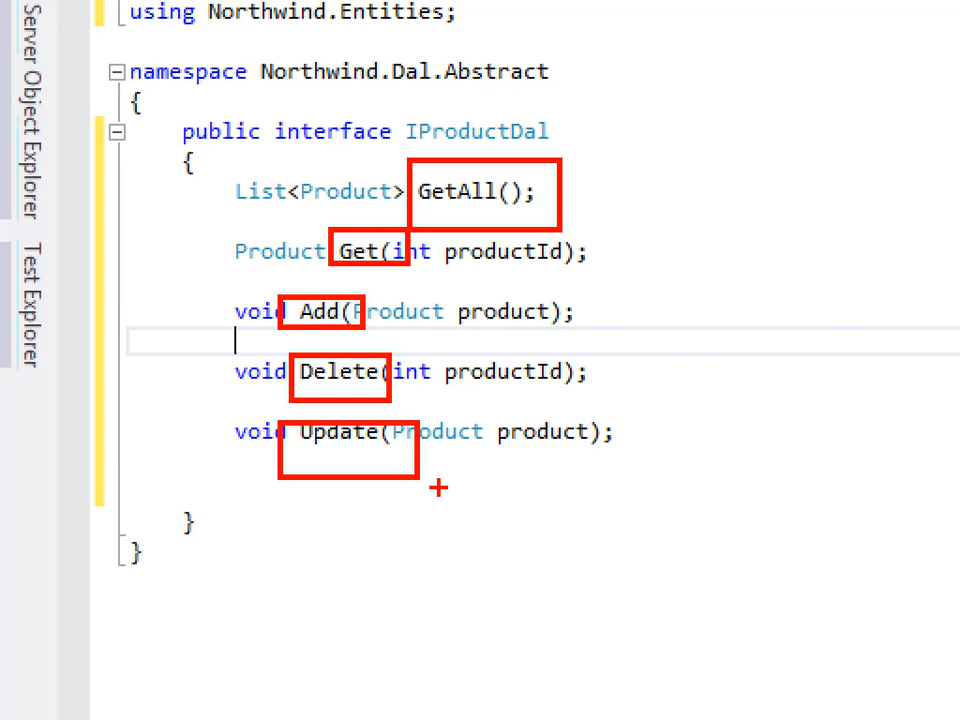 Server Object Explorer
Test Explorer
using Northwind.Entities;
namespace Northwind.Dal.Abstract
{
public interface IProductDal
{
List<Product> GetAll();
Product Get(int productId);
void Add(Product product);
void Delete(int productId);
void Update(Product product);
}
}